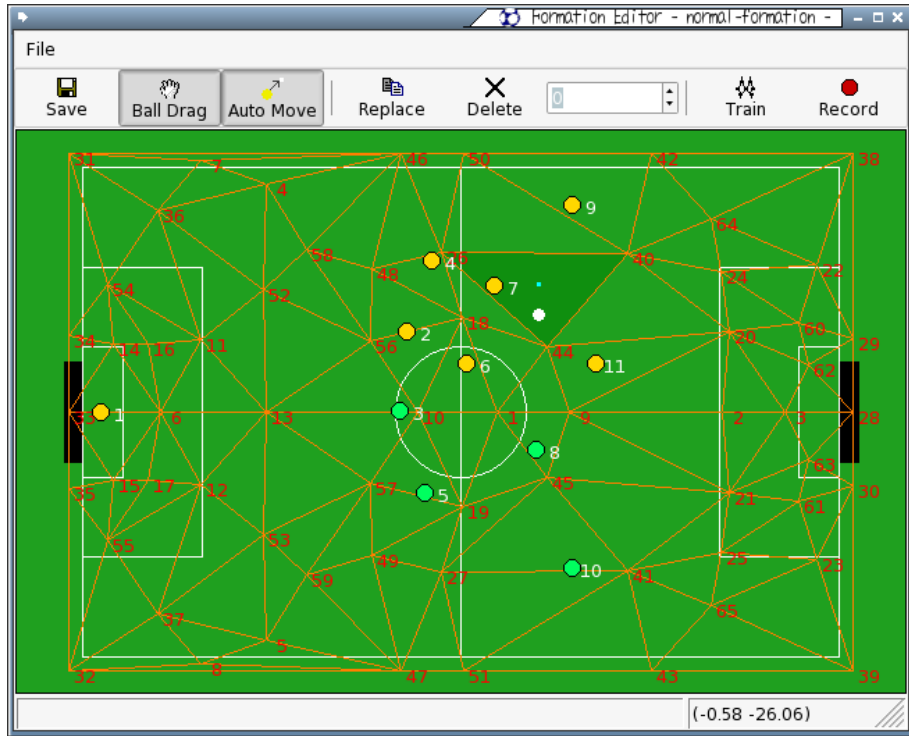 Formation Editor - normal-formation -
File
Save Ball Drag Auto Move Replace Delete 0 Train Record
31 7 46 50 42 38
4
36 9 64
58 48 4 40
54 52 7 24 22
18
34 14 16 11 56 2 44 20 60 29
6 11 62
33 1 6 13 3 10 1 9 2 3 28
8
35 15 17 12 57 5 45 21 63 30
19 61
55 53 49 25 23
59 27 10 41
37 65
5
32 8 47 51 43 39
(-0.58 -26.06)